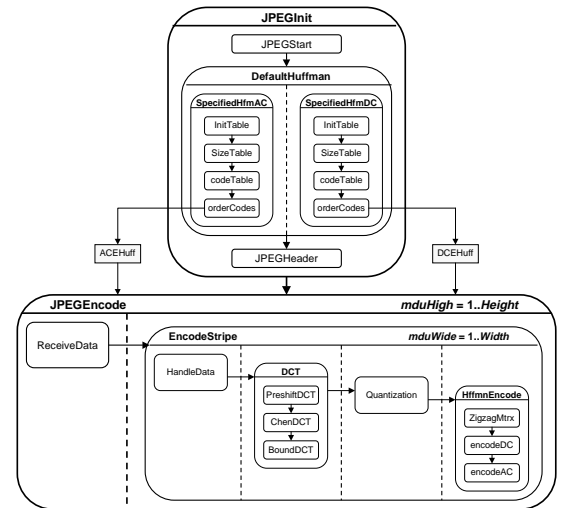 JPEGInit
JPEGStart
DefaultHuffman
SpecifiedHfmAC
InitTable
SizeTable
codeTable
orderCodes
SpecifiedHfmDC
InitTable
SizeTable
codeTable
orderCodes
ACEHuff
JPEGHeader
DCEHuff
JPEGEncode mduHigh = 1..Height
ReceiveData
EncodeStripe mduWide = 1..Width
HandleData
DCT
PreshiftDCT
ChenDCT
BoundDCT
Quantization
HffmnEncode
ZigzagMtrx
encodeDC
encodeAC